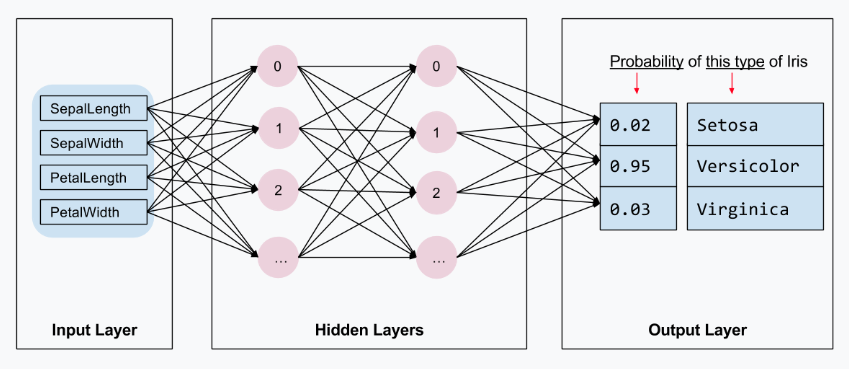 Probability of this type of Iris
SepalLength
SepalWidth
PetalLength
PetalWidth
0
1
2
...
0
1
2
...
0.02 Setosa
0.95 Versicolor
0.03 Virginica
Input Layer
Hidden Layers
Output Layer